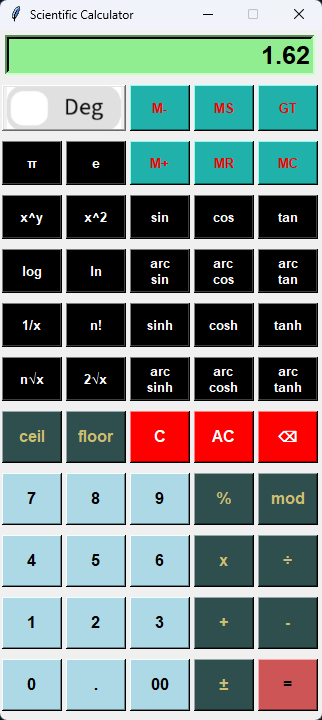 Scientific Calculator
1.62
Deg M- MS GT
π e M+ MR MC
x^y x^2 sin cos tan
log ln arc sin arc cos arc tan
1/x n! sinh cosh tanh
n√x 2√x arc sinh arc cosh arc tanh
ceil floor C AC ⌫
7 8 9 % mod
4 5 6 x ÷
1 2 3 + -
0 . 00 ± =